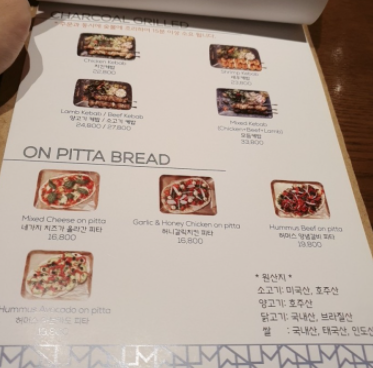 CHARCOAL GRILLED
Chicken Kebab
치킨케밥
22,800
Shrimp Kebab
새우케밥
Lamb Kebab / Beef Kebab
양고기 케밥 / 소고기 케밥
24,800 / 27,800
Mixed Kebab
(Chicken+Beef+Lamb)
모듬케밥
33,800
ON PITTA BREAD
Mixed Cheese on pitta
네가지 치즈가 올라간 피타
16,800
Garlic & Honey Chicken on pitta
허니갈릭치킨 피타
16,800
Hummus Beef on pitta
허머스 양념갈비 피타
19,800
Hummus Avocado on pitta
피타
* 원산지 *
소고기: 미국산, 호주산
양고기: 호주산
닭고기: 국내산, 브라질산
쌀 : 국내산, 태국산, 인도산